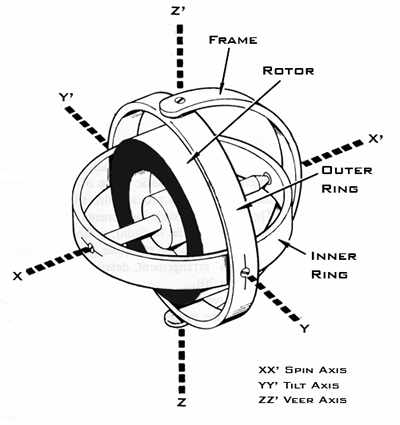 Z'
FRAME
ROTOR
Y'
X'
OUTER
RING
INNER
RING
X
Y
Z
XX' SPIN AXIS
YY' TILT AXIS
ZZ' VEER AXIS